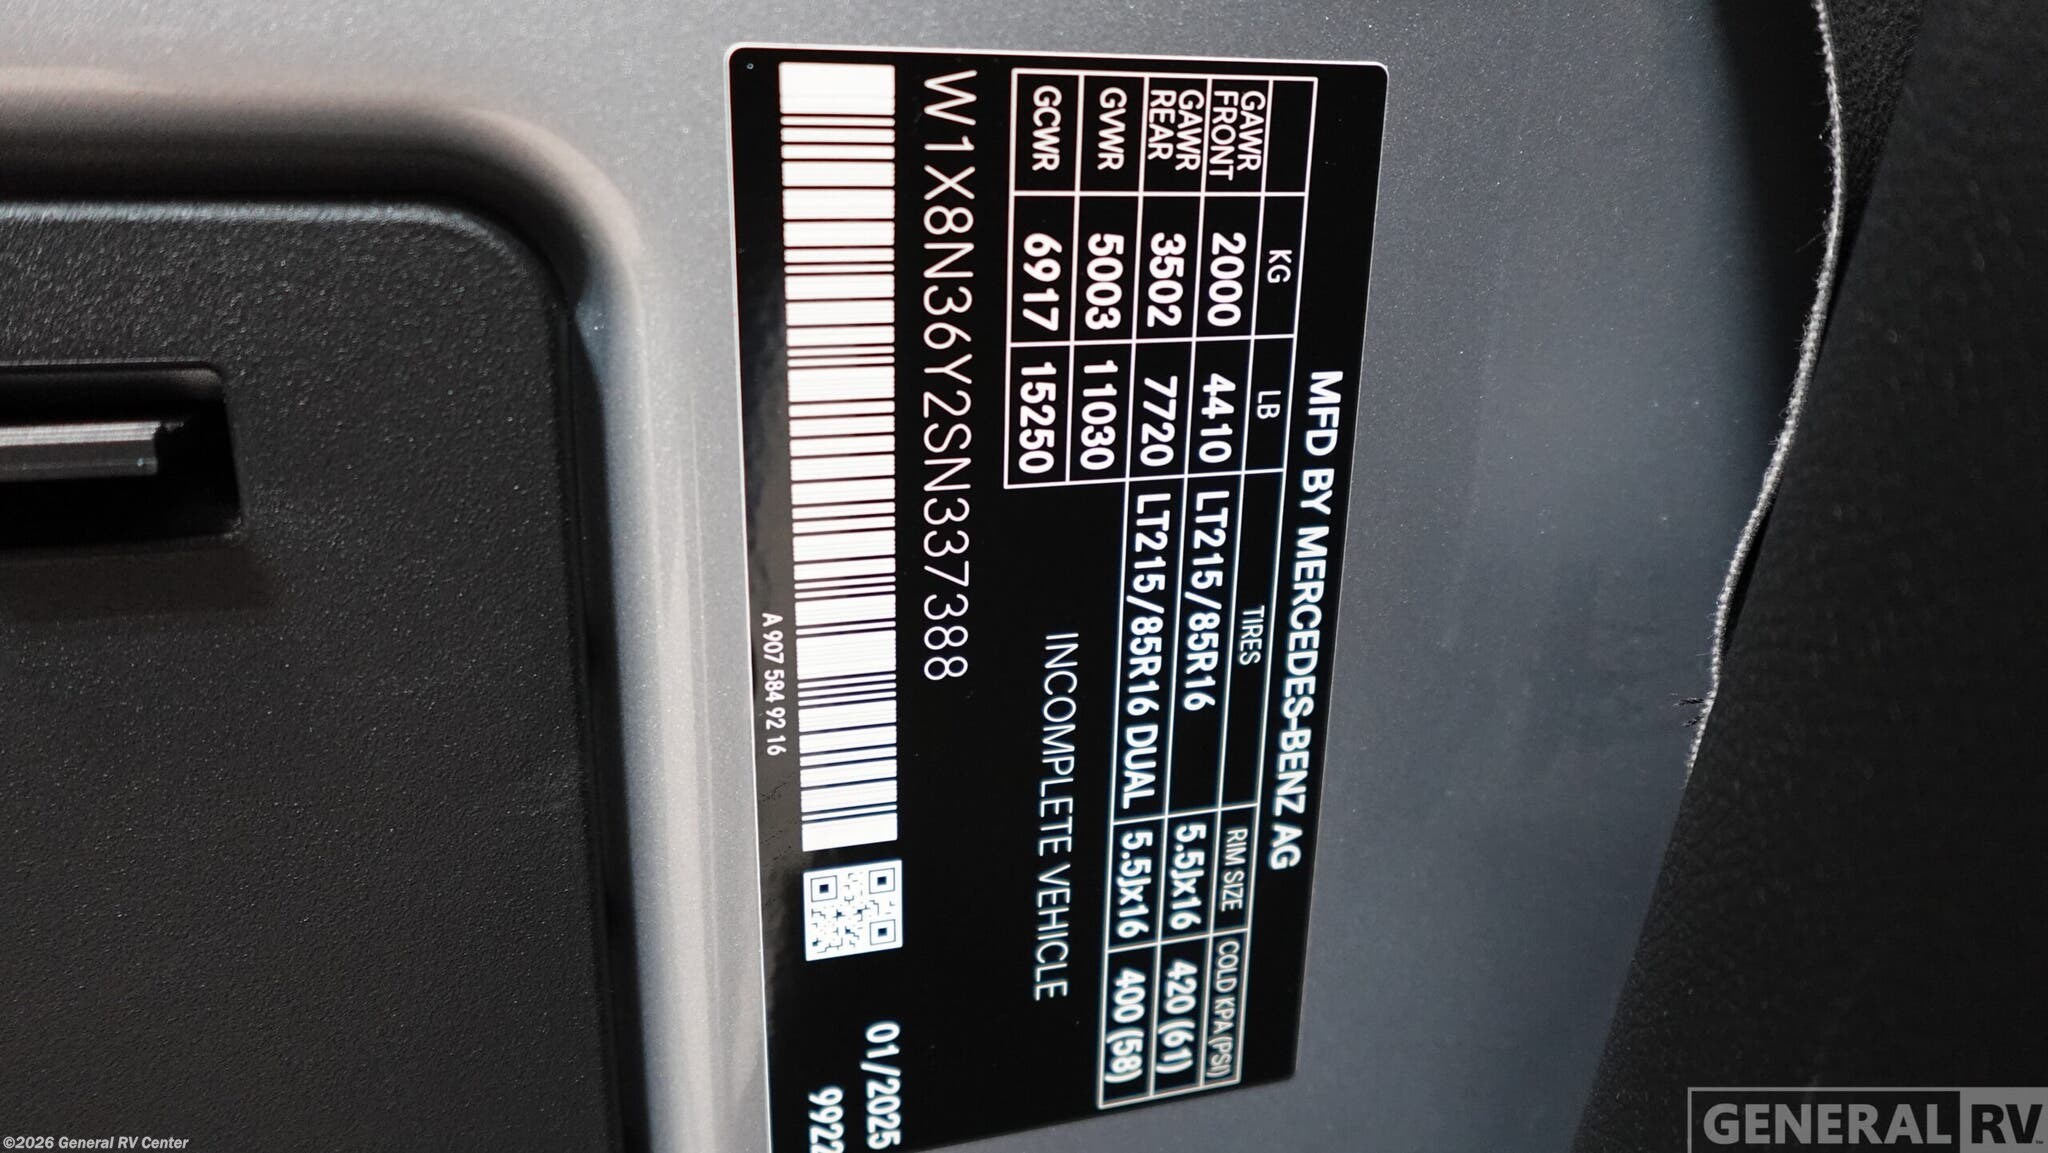 MFD BY MERCEDES-BENZ AG
KG LB TIRES RIM SIZE COLD KPA (PSI)
GAWR FRONT 2000 4410 LT215/85R16 5.5Jx16 420 (61)
GAWR REAR 3502 7720 LT215/85R16 DUAL 5.5Jx16 400 (58)
GVWR 5003 11030
GCWR 6917 15250
INCOMPLETE VEHICLE
W1X8N36Y2SN337388
01/2025
A 907 584 92 16
9922
©2026 General RV Center
GENERAL RV